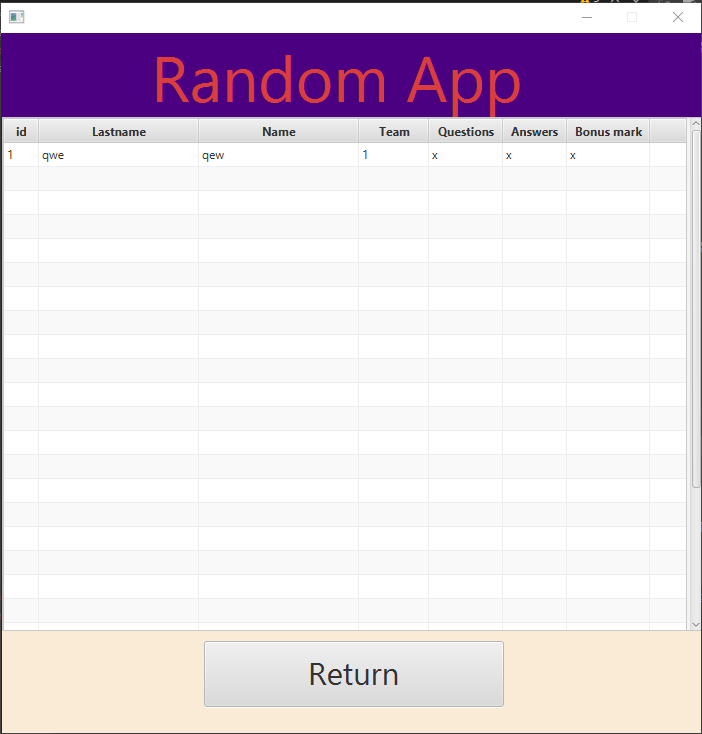 Random App
id Lastname Name Team Questions Answers Bonus mark
1 qwe qew 1 x x x
Return